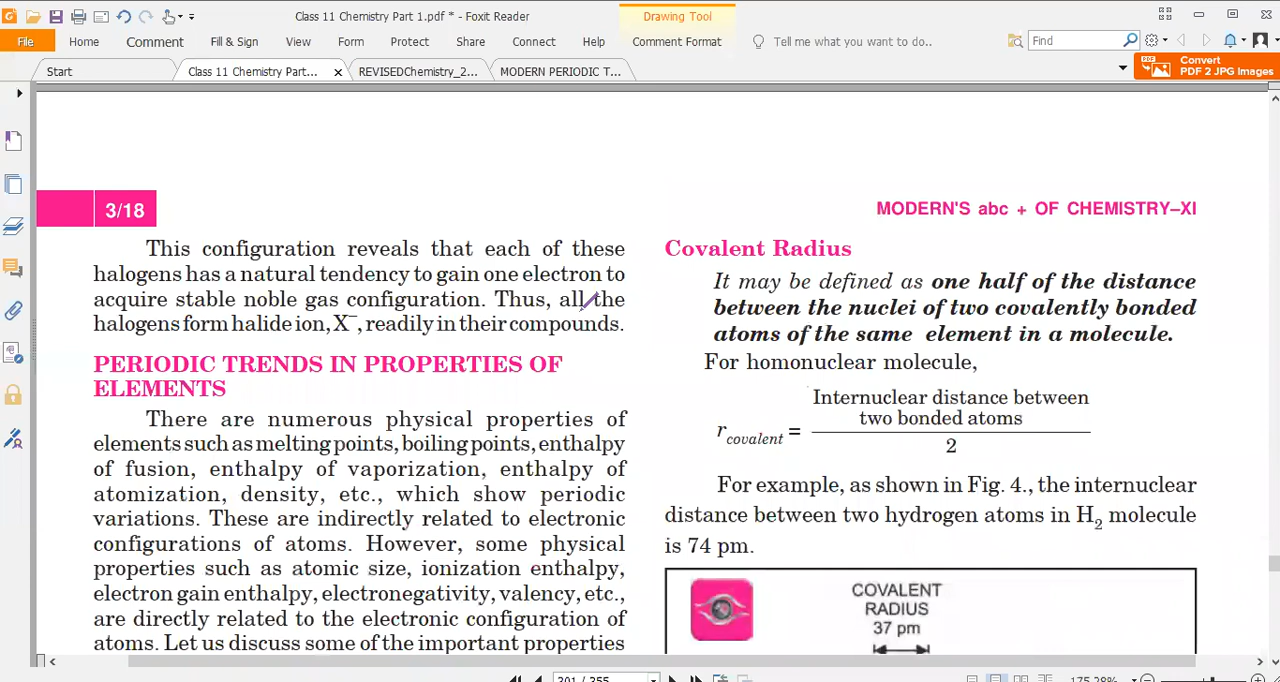 Class 11 Chemistry Part 1.pdf * - Foxit Reader
Drawing Tool
File
Home
Comment
Fill & Sign
View
Form
Protect
Share
Connect
Help
Comment Format
Tell me what you want to do..
Find
Start
Class 11 Chemistry Part...
REVISEDChemistry_2...
MODERN PERIODIC T...
Convert
PDF 2 JPG Images
3/18
MODERN'S abc + OF CHEMISTRY–XI
This configuration reveals that each of these
halogens has a natural tendency to gain one electron to
acquire stable noble gas configuration. Thus, all the
halogens form halide ion, X⁻, readily in their compounds.
PERIODIC TRENDS IN PROPERTIES OF
ELEMENTS
There are numerous physical properties of
elements such as melting points, boiling points, enthalpy
of fusion, enthalpy of vaporization, enthalpy of
atomization, density, etc., which show periodic
variations. These are indirectly related to electronic
configurations of atoms. However, some physical
properties such as atomic size, ionization enthalpy,
electron gain enthalpy, electronegativity, valency, etc.,
are directly related to the electronic configuration of
atoms. Let us discuss some of the important properties
Covalent Radius
It may be defined as one half of the distance
between the nuclei of two covalently bonded
atoms of the same element in a molecule.
For homonuclear molecule,
Internuclear distance between
two bonded atoms
r covalent =
2
For example, as shown in Fig. 4., the internuclear
distance between two hydrogen atoms in H₂ molecule
is 74 pm.
COVALENT
RADIUS
37 pm
301 / 355
175.28%